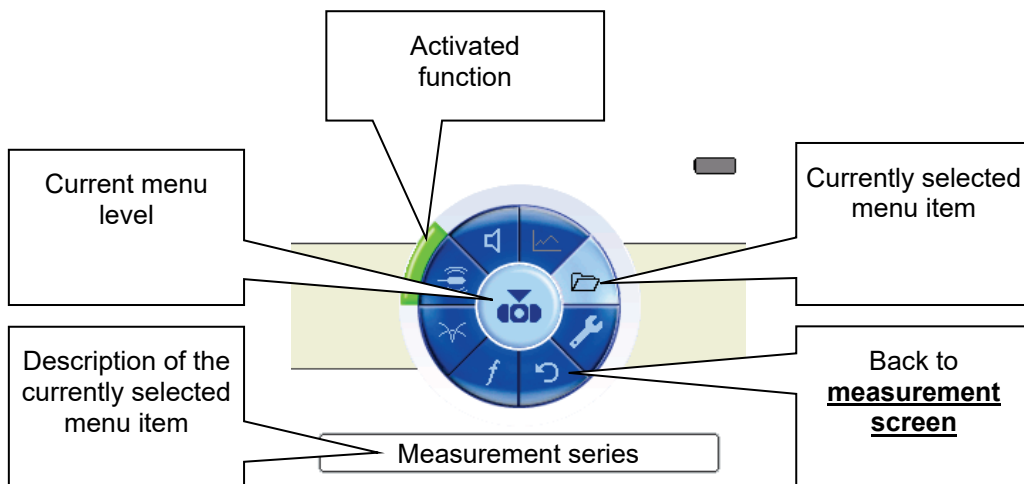 Activated
function
Current menu
level
Currently selected
menu item
Description of the
currently selected
menu item
Back to
measurement
screen
Measurement series